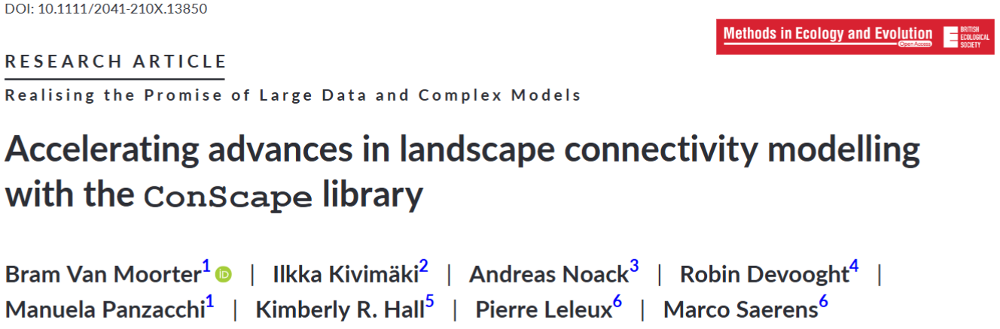 DOI: 10.1111/2041-210X.13850
Methods in Ecology and Evolution
Open Access
BRITISH
ECOLOGICAL
SOCIETY
RESEARCH ARTICLE
Realising the Promise of Large Data and Complex Models
Accelerating advances in landscape connectivity modelling
with the ConScape library
Bram Van Moorter1 iD | Ilkka Kivimäki2 | Andreas Noack3 | Robin Devooght4 |
Manuela Panzacchi1 | Kimberly R. Hall5 | Pierre Leleux6 | Marco Saerens6